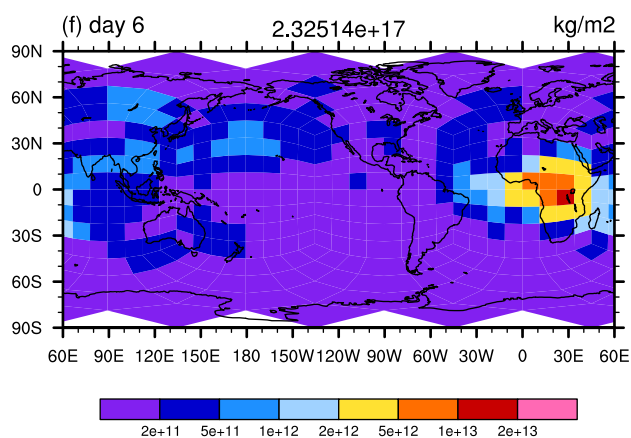 (f) day 6 2.32514e+17 kg/m2
90N
60N
30N
0
30S
60S
90S
60E 90E 120E 150E 180 150W 120W 90W 60W 30W 0 30E 60E
2e+11 5e+11 1e+12 2e+12 5e+12 1e+13 2e+13